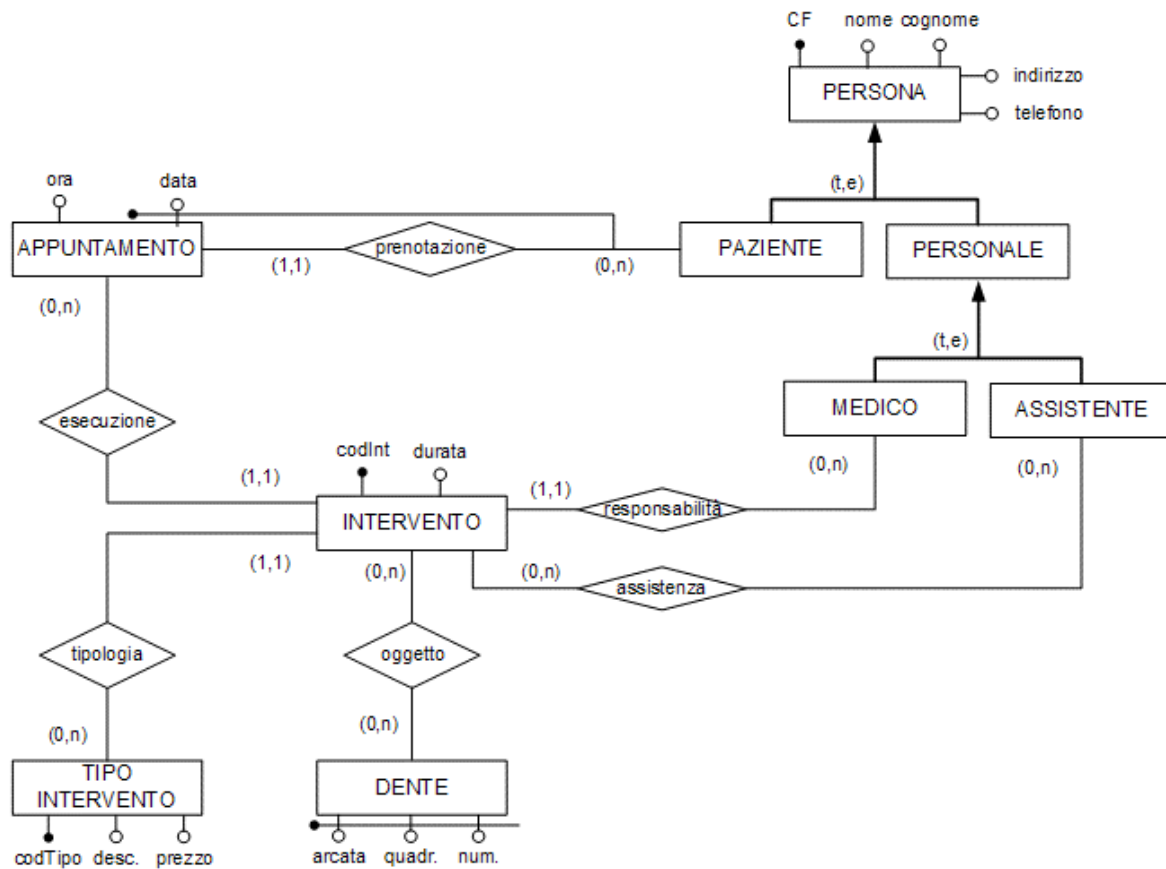 CF nome cognome
PERSONA
indirizzo
telefono
(t,e)
ora data
APPUNTAMENTO
(1,1)
prenotazione
(0,n)
PAZIENTE
PERSONALE
(0,n)
(t,e)
MEDICO
ASSISTENTE
esecuzione
codInt durata
(0,n)
(0,n)
(1,1)
INTERVENTO
(1,1)
responsabilità
(1,1)
(0,n)
(0,n)
assistenza
tipologia
oggetto
(0,n)
(0,n)
TIPO
INTERVENTO
DENTE
codTipo desc. prezzo
arcata quadr. num.